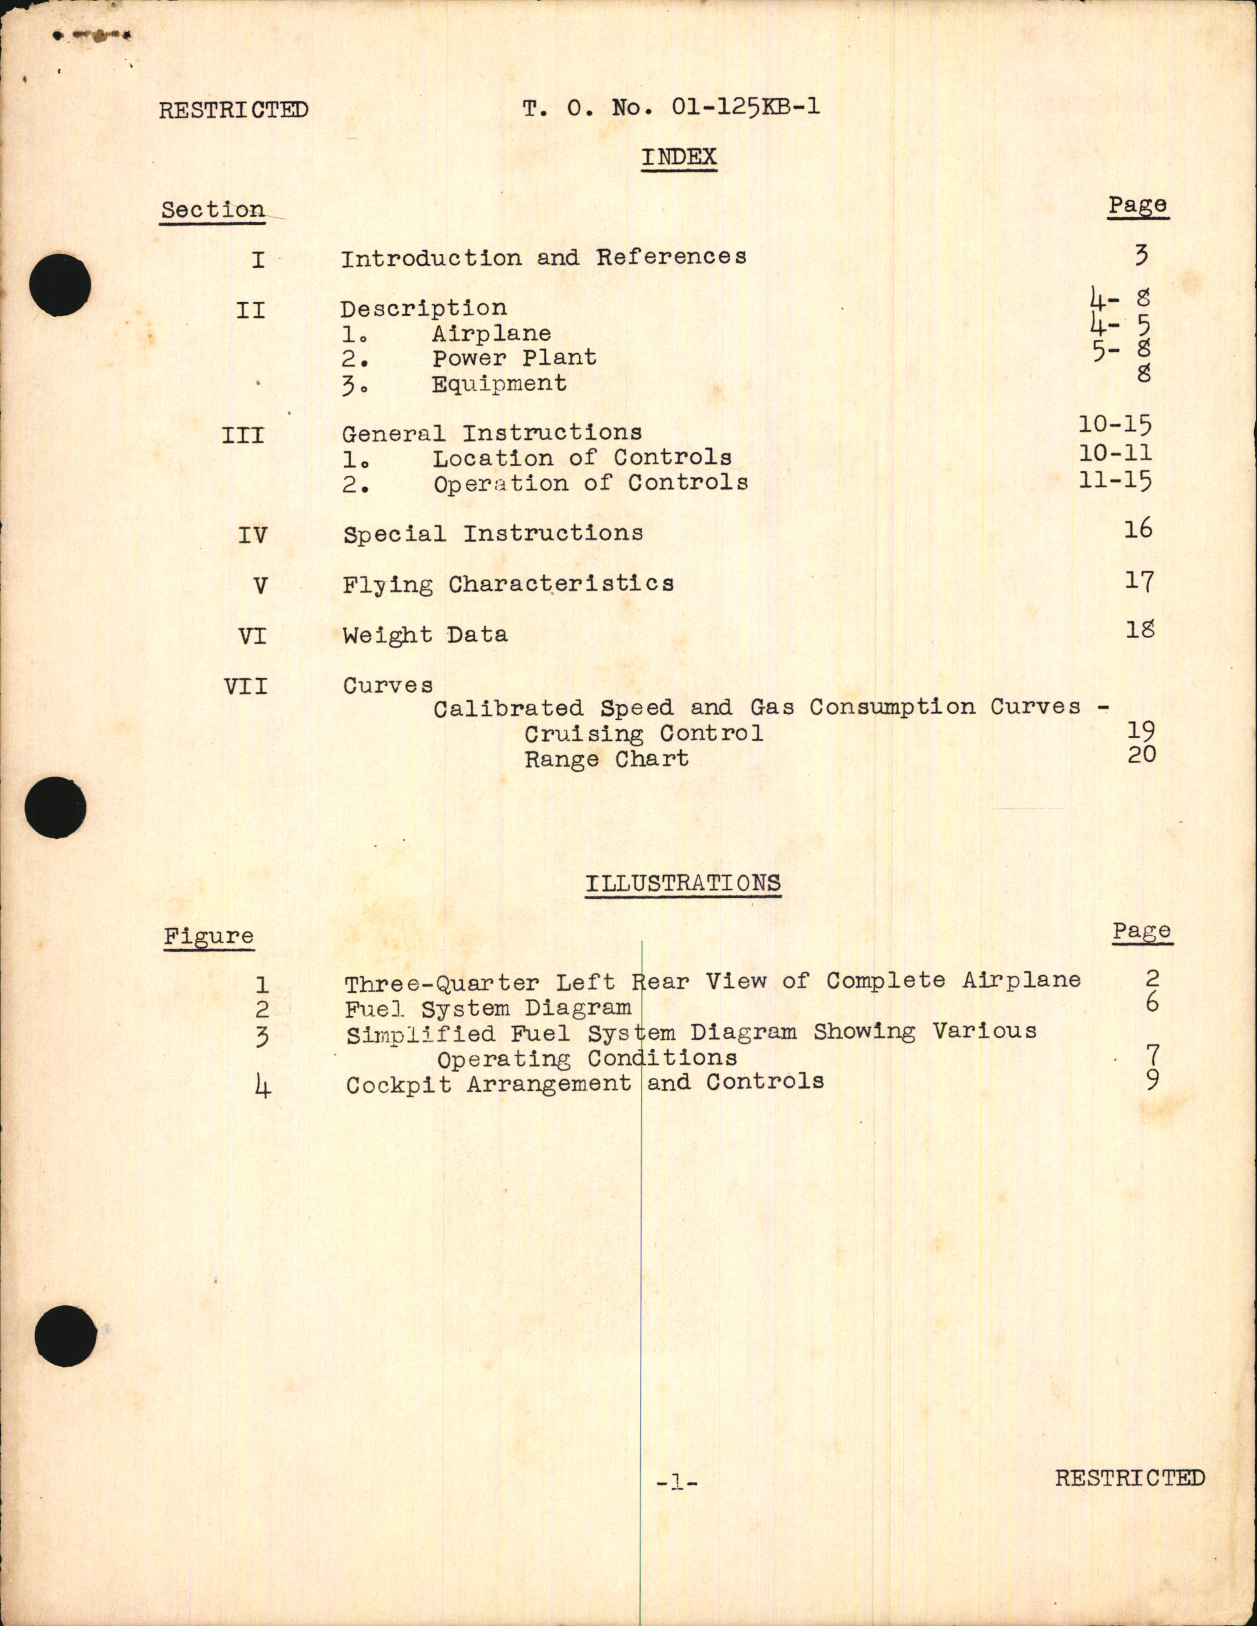 RESTRICTED T. O. No. 01-125KB-1
INDEX
Section Page
I Introduction and References 3
II Description 4- 8
1. Airplane 4- 5
2. Power Plant 5- 8
3. Equipment 8
III General Instructions 10-15
1. Location of Controls 10-11
2. Operation of Controls 11-15
IV Special Instructions 16
V Flying Characteristics 17
VI Weight Data 18
VII Curves
Calibrated Speed and Gas Consumption Curves -
Cruising Control 19
Range Chart 20
ILLUSTRATIONS
Figure Page
1 Three-Quarter Left Rear View of Complete Airplane 2
2 Fuel System Diagram 6
3 Simplified Fuel System Diagram Showing Various
Operating Conditions 7
4 Cockpit Arrangement and Controls 9
-1- RESTRICTED